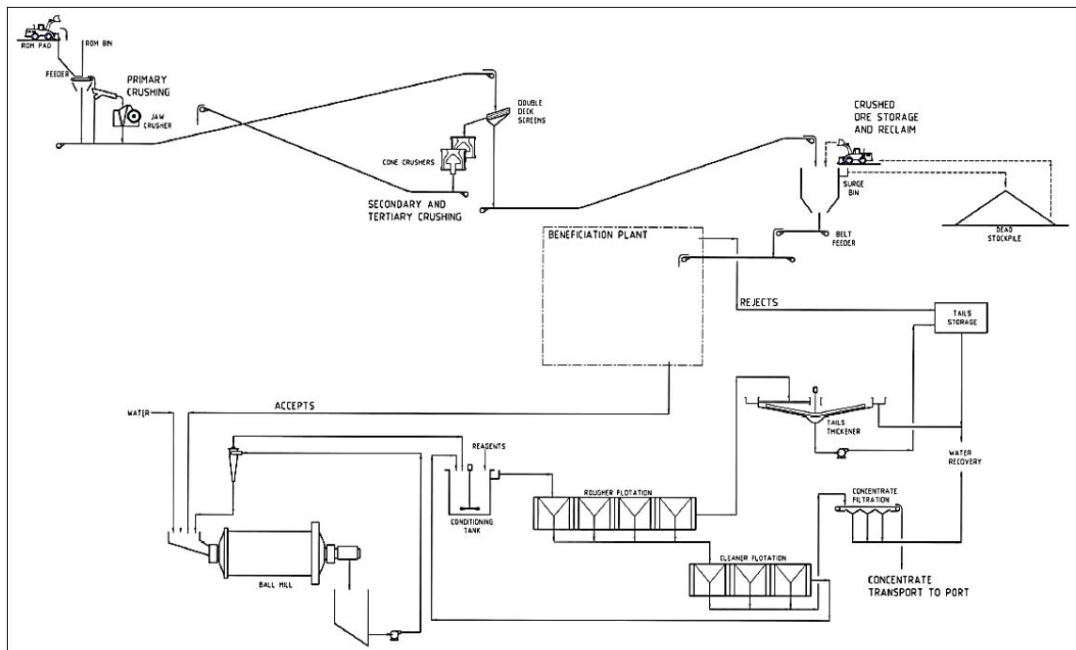 ROM PAD
ROM BIN
FEEDER
PRIMARY
CRUSHING
JAW
CRUSHER
DOUBLE
DECK
SCREENS
CONE CRUSHERS
SECONDARY AND
TERTIARY CRUSHING
CRUSHED
ORE STORAGE
AND RECLAIM
SURGE
BIN
DEAD
STOCKPILE
BELT
FEEDER
BENEFICIATION PLANT
REJECTS
TAILS
STORAGE
ACCEPTS
WATER
TAILS
THICKENER
WATER
RECOVERY
REAGENTS
CONDITIONING
TANK
ROUGHER FLOTATION
CONCENTRATE
FILTRATION
CLEANER FLOTATION
BALL MILL
CONCENTRATE
TRANSPORT TO PORT